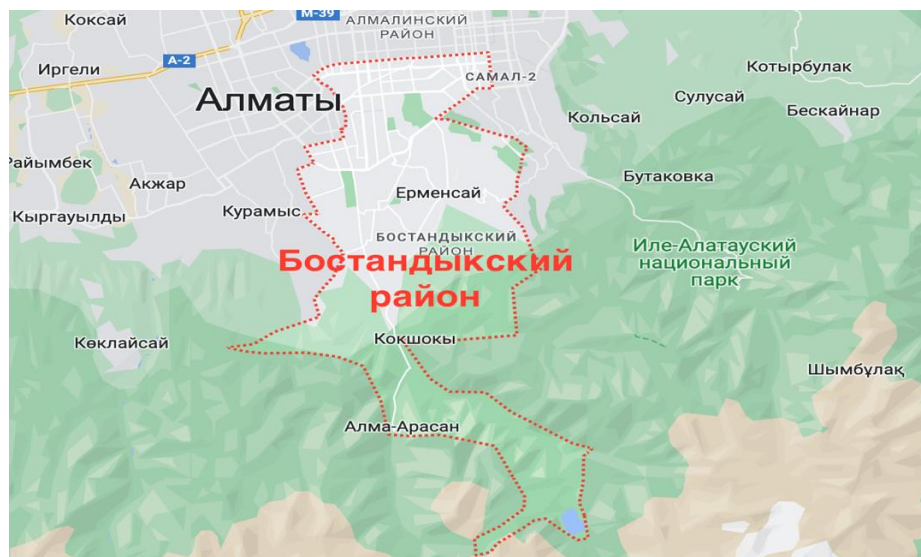 М-39
Коксай
АЛМАЛИНСКИЙ
РАЙОН
А-2
Иргели
САМАЛ-2
Котырбулак
Алматы
Сулусай
Бескайнар
Кольсай
Райымбек
Акжар
Ерменсай
Бутаковка
Кыргауылды
Курамыс
БОСТАНДЫКСКИЙ
РАЙОН
Бостандыкский
район
Иле-Алатауский
национальный
парк
Көклайсай
Кокшокы
Шымбұлақ
Алма-Арасан